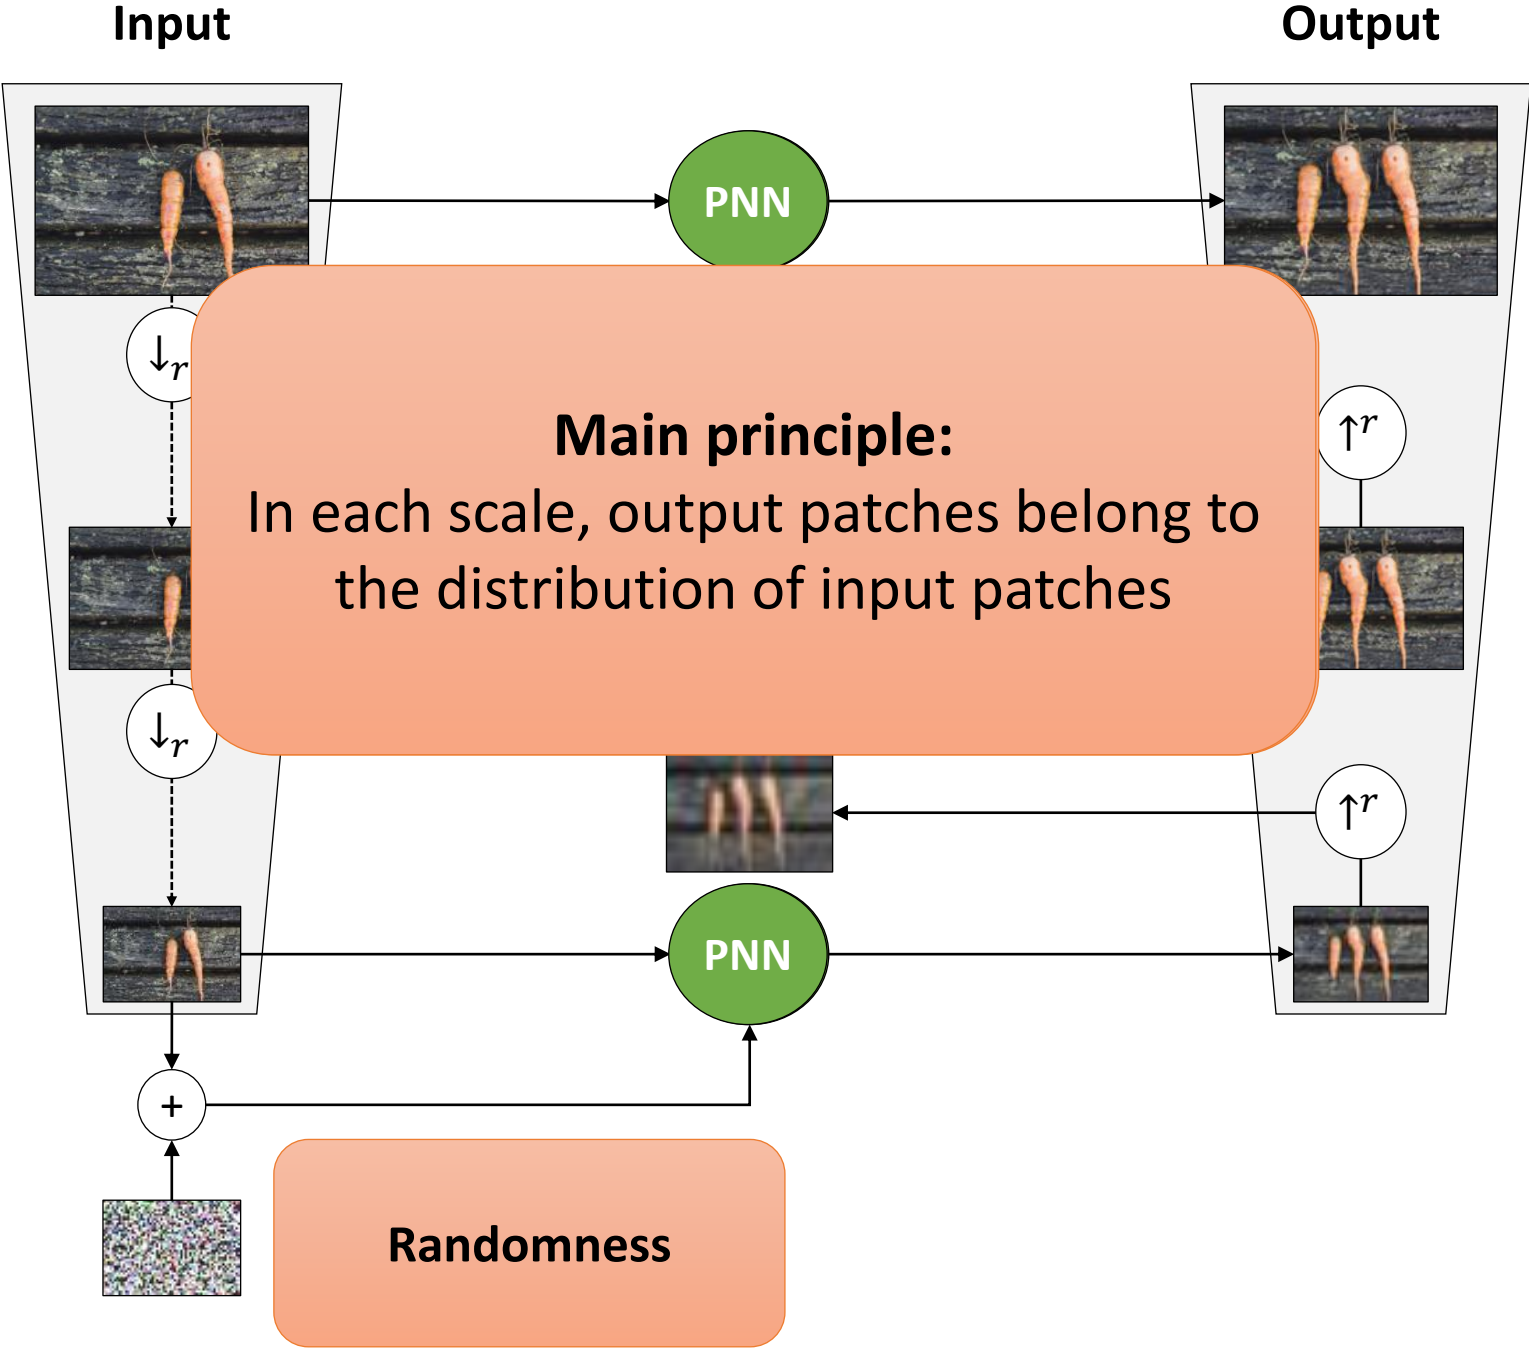 Input
Output
PNN
↓r
↑r
Main principle:
In each scale, output patches belong to
the distribution of input patches
↓r
↑r
PNN
+
Randomness